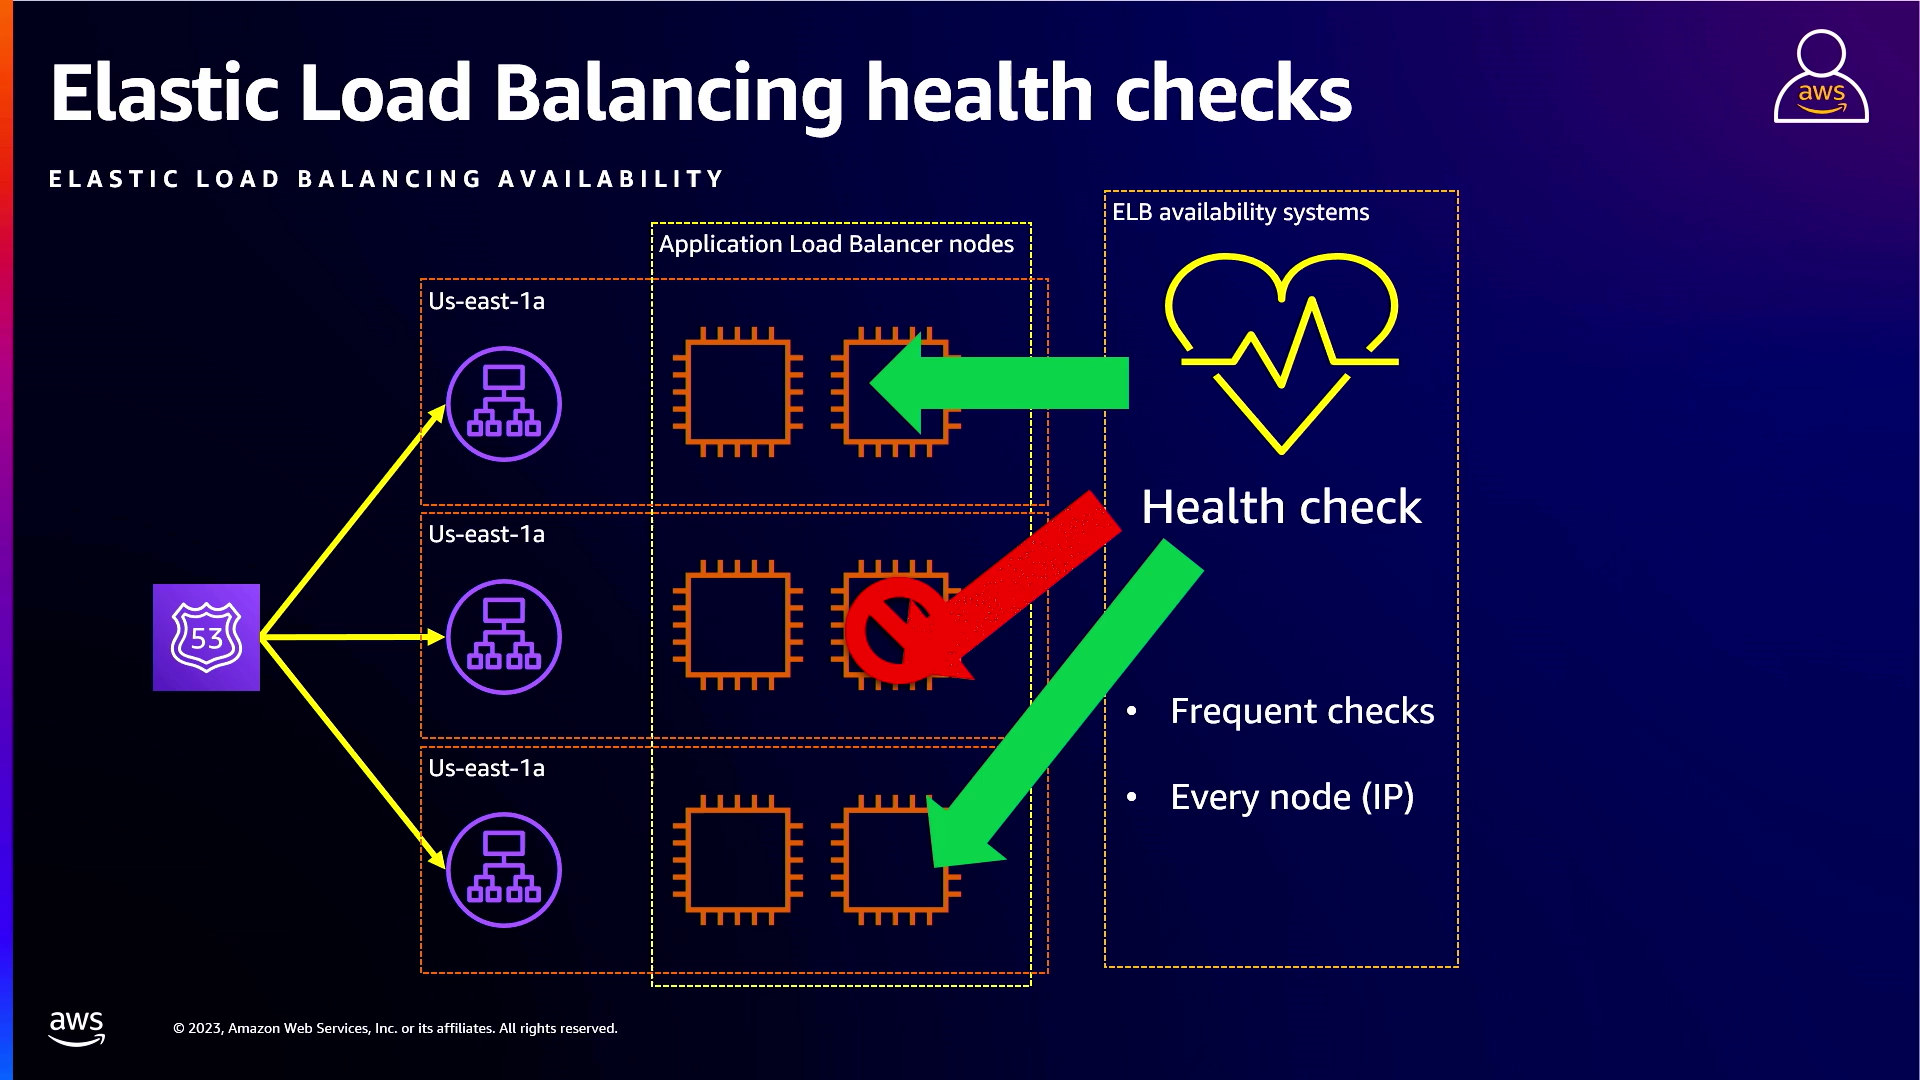 Elastic Load Balancing health checks
aws
ELASTIC LOAD BALANCING AVAILABILITY
ELB availability systems
Application Load Balancer nodes
Us-east-1a
Us-east-1a
Us-east-1a
53
Health check
• Frequent checks
• Every node (IP)
aws
© 2023, Amazon Web Services, Inc. or its affiliates. All rights reserved.